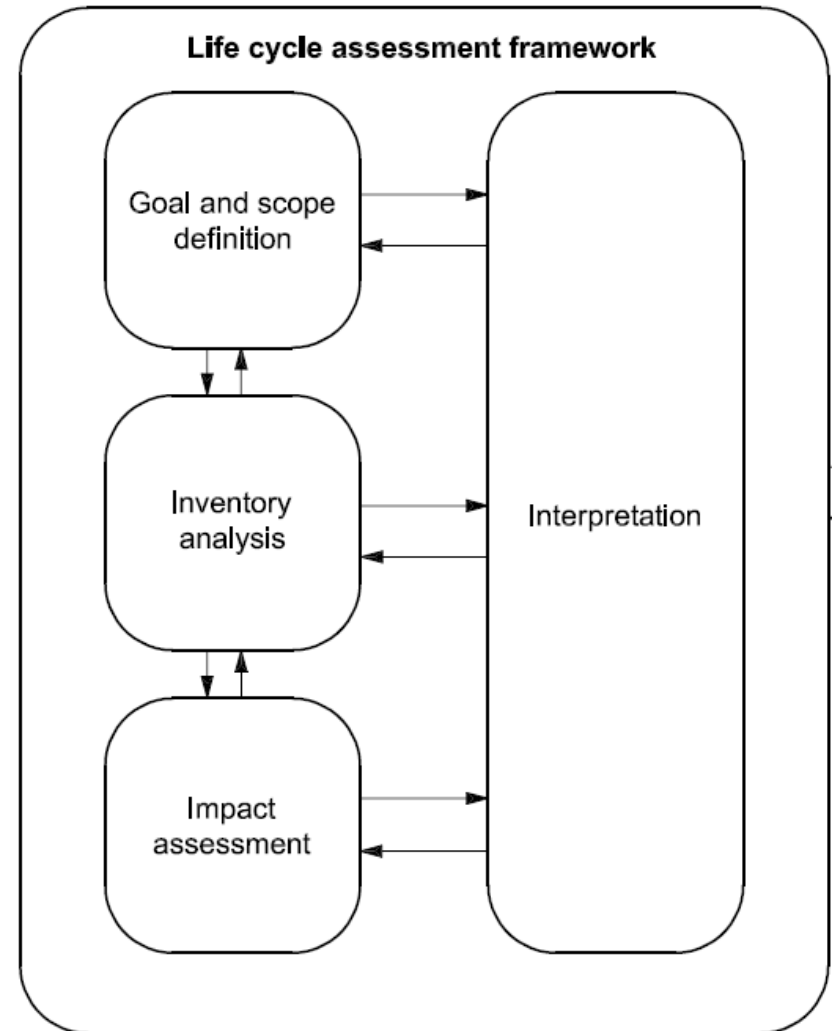 Life cycle assessment framework
Goal and scope
definition
Inventory
analysis
Interpretation
Impact
assessment